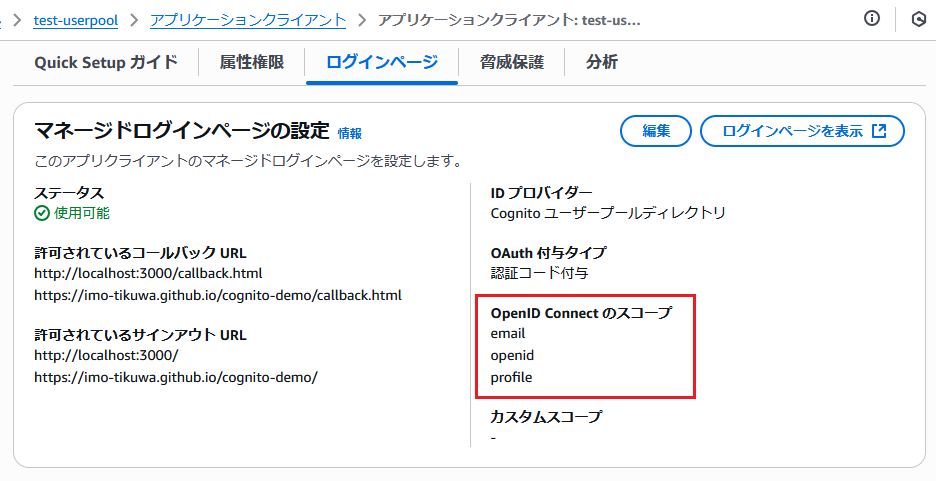 test-userpool
アプリケーションクライアント
アプリケーションクライアント: test-us...
Quick Setup ガイド
属性権限
ログインページ
脅威保護
分析
マネージドログインページの設定 情報
編集
ログインページを表示
このアプリクライアントのマネージドログインページを設定します。
ステータス
使用可能
許可されているコールバック URL
http://localhost:3000/callback.html
https://imo-tikuwa.github.io/cognito-demo/callback.html
許可されているサインアウト URL
http://localhost:3000/
https://imo-tikuwa.github.io/cognito-demo/
ID プロバイダー
Cognito ユーザープールディレクトリ
OAuth 付与タイプ
認証コード付与
OpenID Connect のスコープ
email
openid
profile
カスタムスコープ
-